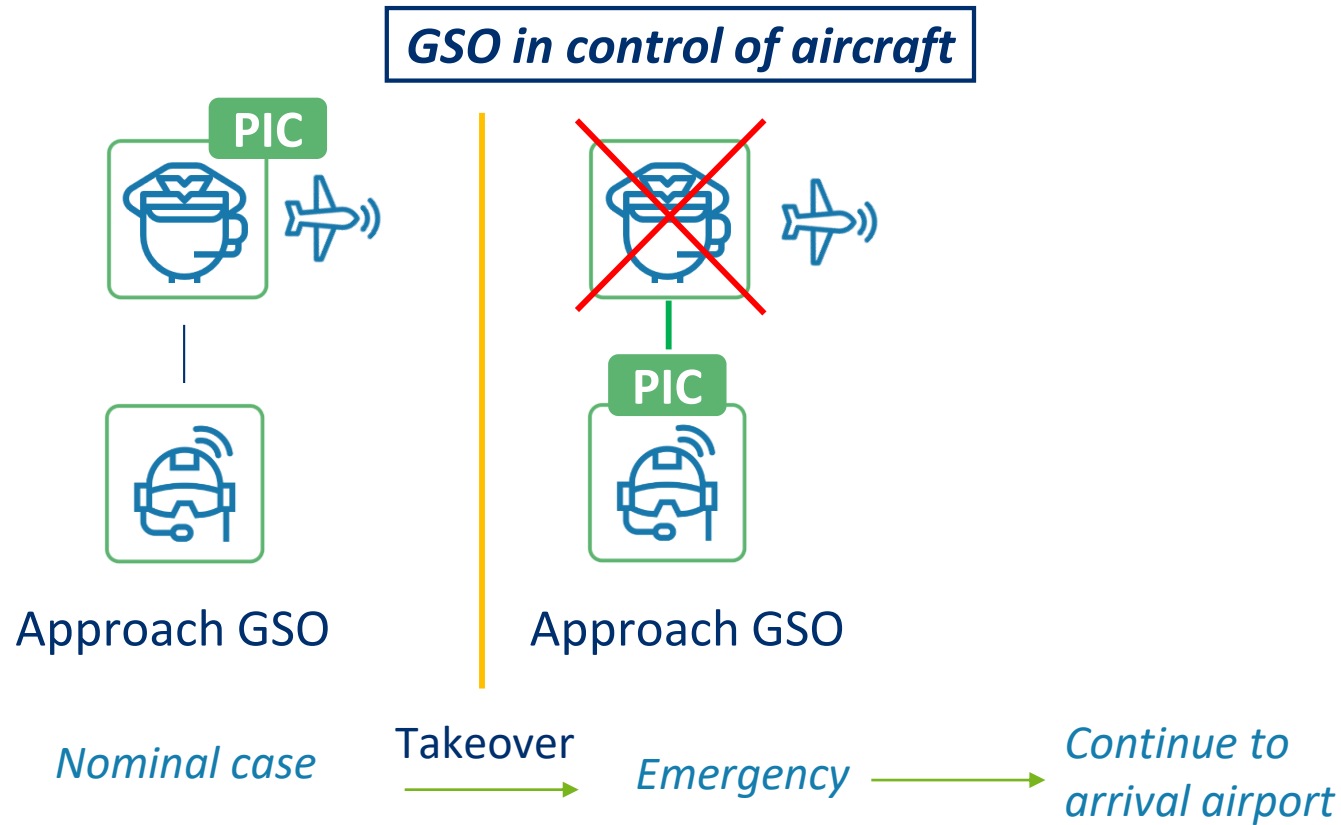 GSO in control of aircraft
PIC
PIC
Approach GSO
Approach GSO
Nominal case
Takeover
Emergency
Continue to
arrival airport